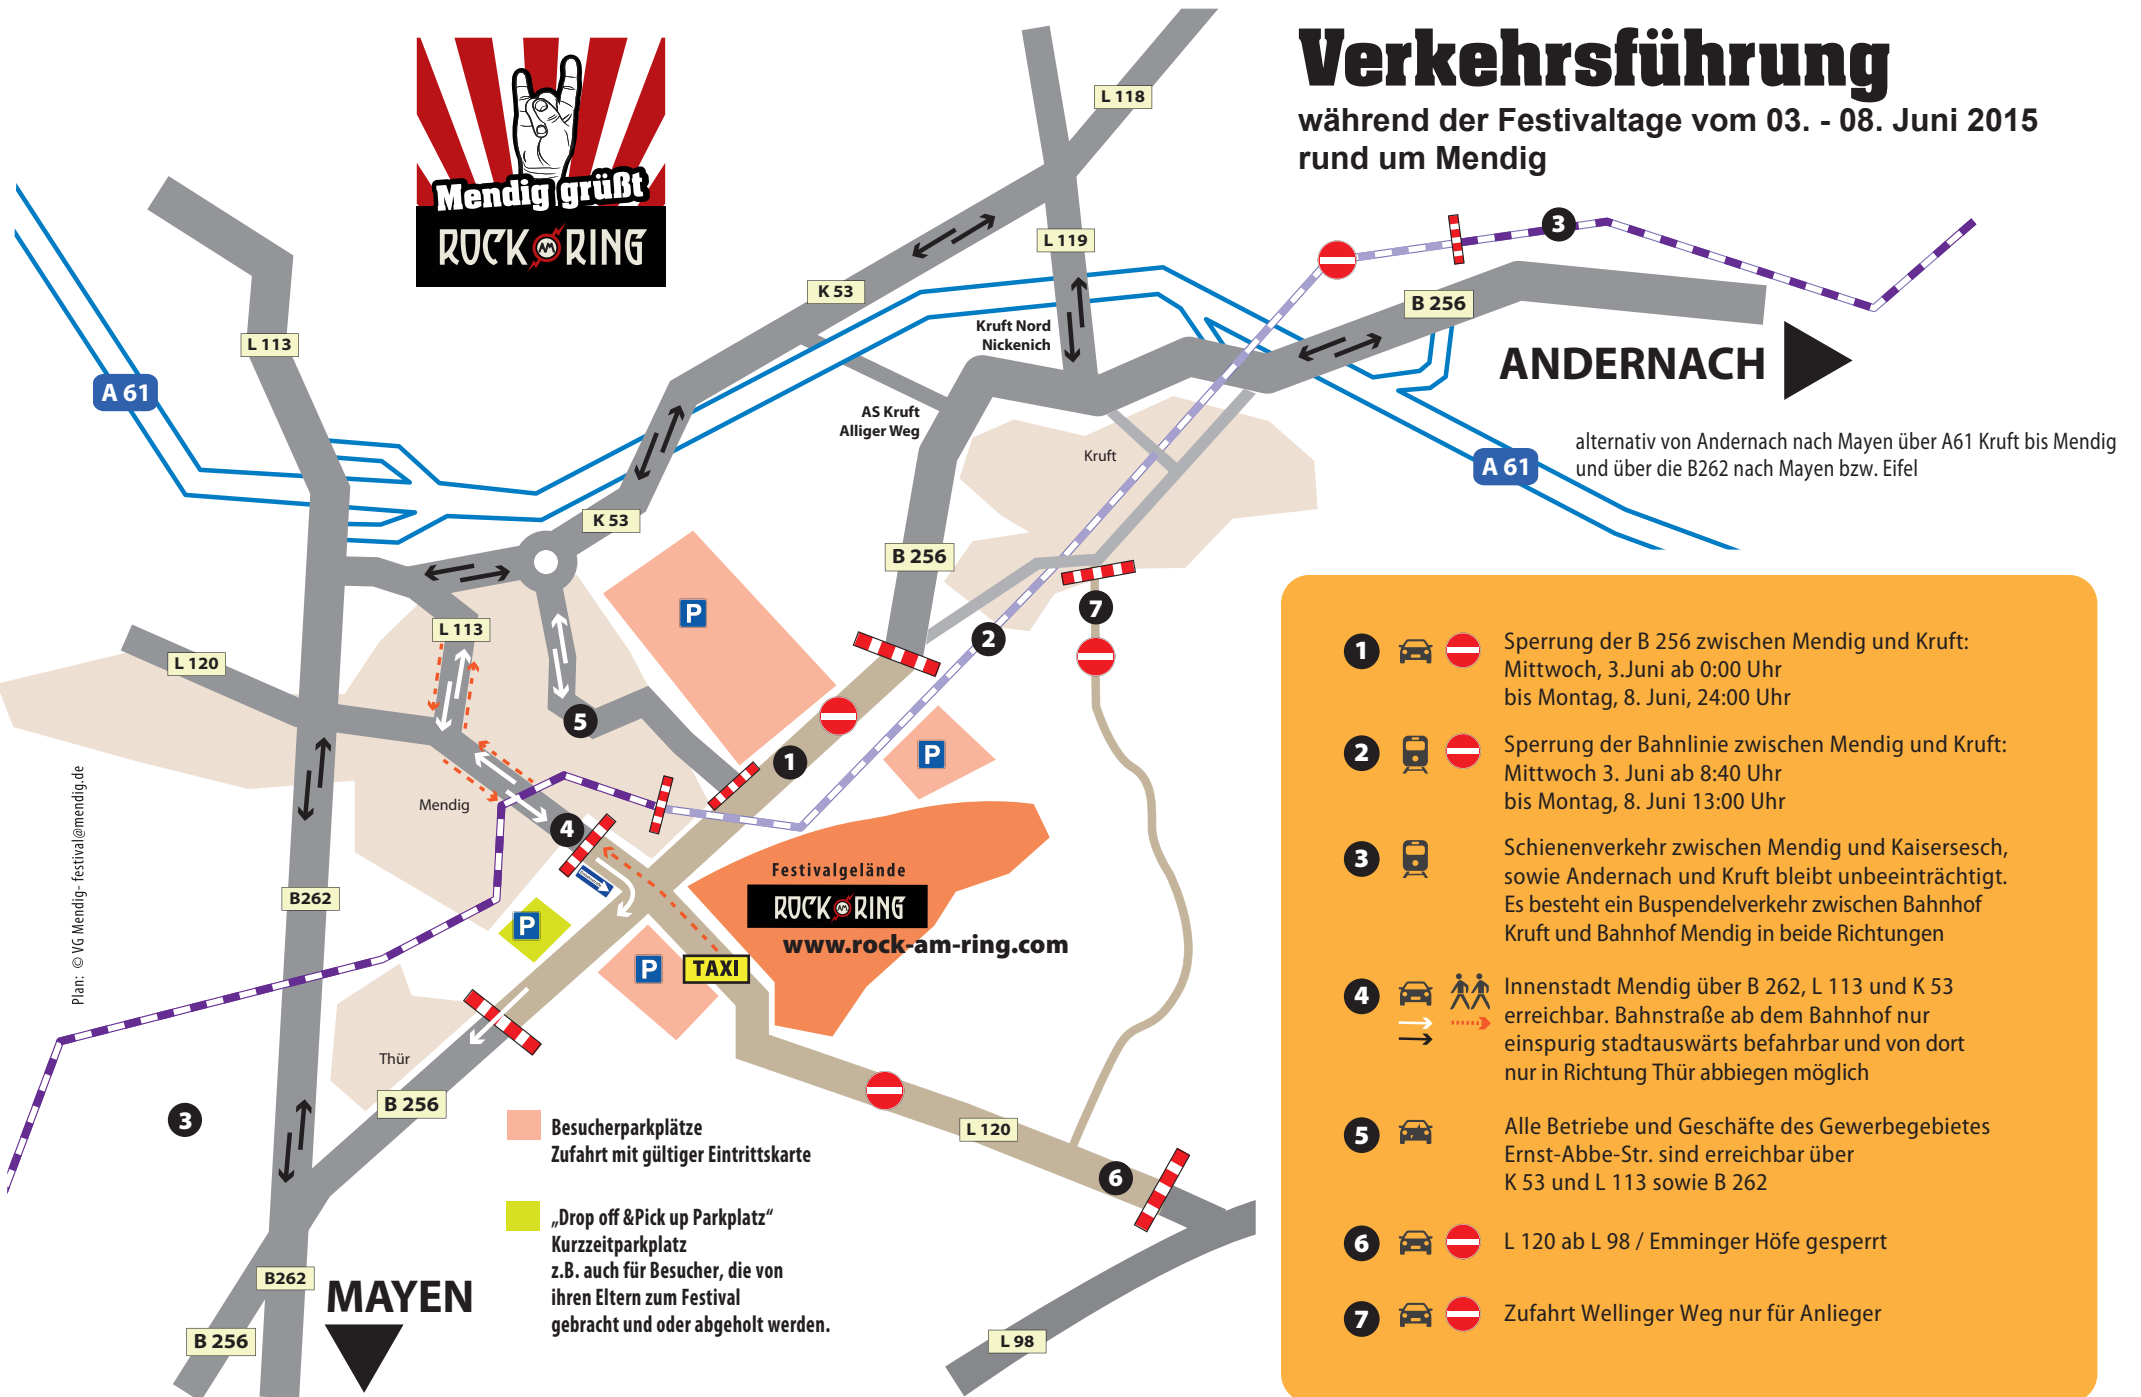 Verkehrsführung
während der Festivaltage vom 03. - 08. Juni 2015
rund um Mendig
Mendig grüßt
ROCK AM RING
L 118
L 119
K 53
L 113
A 61
Kruft Nord
Nickenich
B 256
ANDERNACH
AS Kruft
Alliger Weg
Kruft
alternativ von Andernach nach Mayen über A61 Kruft bis Mendig
und über die B262 nach Mayen bzw. Eifel
A 61
K 53
B 256
L 113
L 120
Mendig
B262
Plan: © VG Mendig- festival@mendig.de
P
P
P
P
1
2
3
3
4
5
6
7
Festivalgelände
ROCK AM RING
www.rock-am-ring.com
TAXI
Thür
B 256
L 120
B262
B 256
MAYEN
L 98
Besucherparkplätze
Zufahrt mit gültiger Eintrittskarte
„Drop off &Pick up Parkplatz“
Kurzzeitparkplatz
z.B. auch für Besucher, die von
ihren Eltern zum Festival
gebracht und oder abgeholt werden.
1 Sperrung der B 256 zwischen Mendig und Kruft:
Mittwoch, 3.Juni ab 0:00 Uhr
bis Montag, 8. Juni, 24:00 Uhr
2 Sperrung der Bahnlinie zwischen Mendig und Kruft:
Mittwoch 3. Juni ab 8:40 Uhr
bis Montag, 8. Juni 13:00 Uhr
3 Schienenverkehr zwischen Mendig und Kaisersesch,
sowie Andernach und Kruft bleibt unbeeinträchtigt.
Es besteht ein Buspendelverkehr zwischen Bahnhof
Kruft und Bahnhof Mendig in beide Richtungen
4 Innenstadt Mendig über B 262, L 113 und K 53
erreichbar. Bahnstraße ab dem Bahnhof nur
einspurig stadtauswärts befahrbar und von dort
nur in Richtung Thür abbiegen möglich
5 Alle Betriebe und Geschäfte des Gewerbegebietes
Ernst-Abbe-Str. sind erreichbar über
K 53 und L 113 sowie B 262
6 L 120 ab L 98 / Emminger Höfe gesperrt
7 Zufahrt Wellinger Weg nur für Anlieger